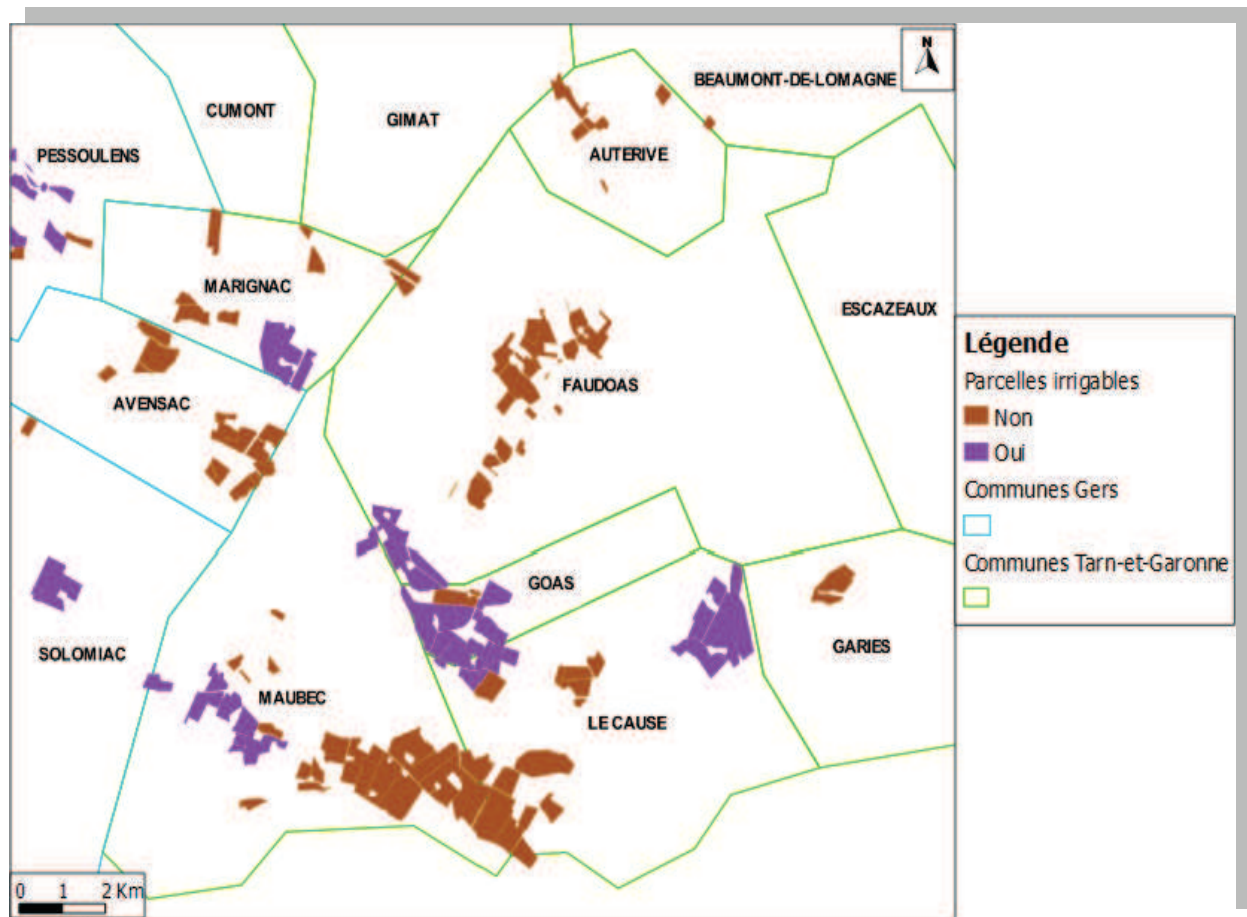 N
BEAUMONT-DE-LOMAGNE
CUMONT
GIMAT
PESSOULENS
AUTERIVE
MARIGNAC
ESCAZEAUX
FAUDOAS
AVENSAC
GOAS
SOLOMIAC
GARIES
MAUBEC
LE CAUSE
0 1 2 Km
Légende
Parcelles irrigables
Non
Oui
Communes Gers
Communes Tarn-et-Garonne